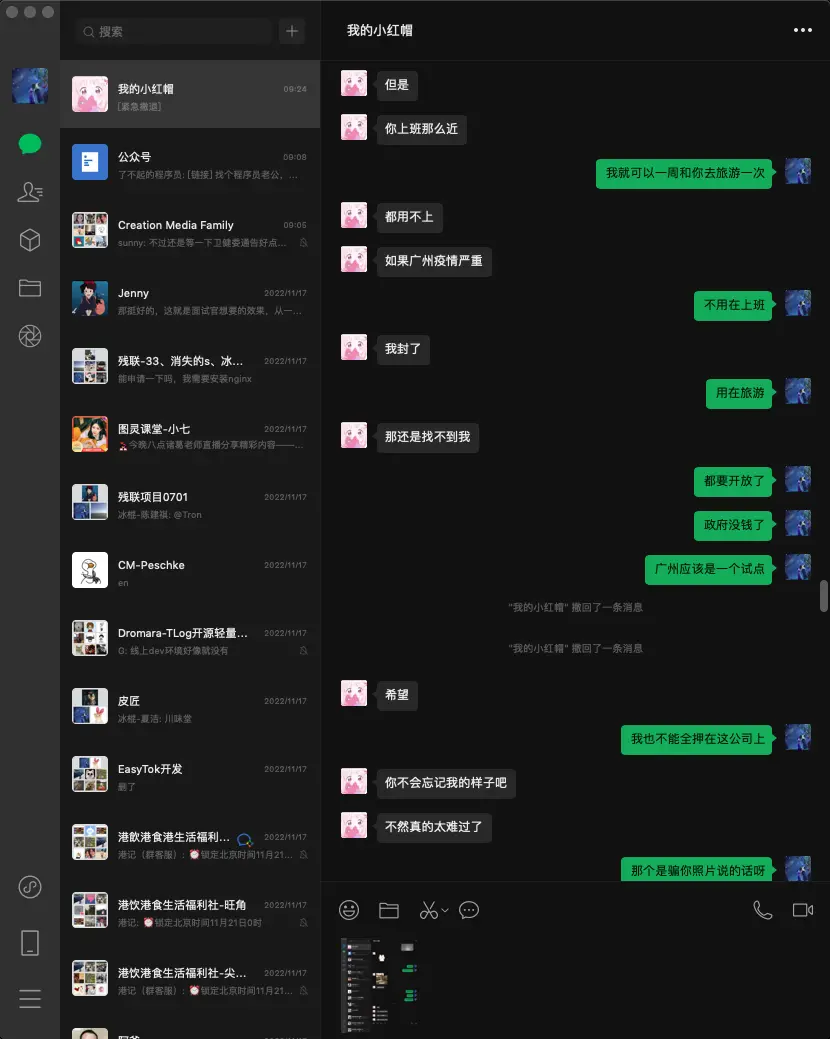 搜索
我的小红帽
09:24
[紧急撤退]
公众号
09:08
了不起的程序员: [链接] 找个程序员老公，...
Creation Media Family
09:05
sunny: 不过还是等一下卫健委通告好点...
Jenny
2022/11/17
那挺好的，这就是面试官想要的效果，从一...
残联-33、消失的s、冰...
2022/11/17
能申请一下吗，我需要安装nginx
图灵课堂-小七
2022/11/17
今晚八点诸葛老师直播分享精彩内容——...
残联项目0701
2022/11/17
冰棍-陈建祺: @Tron
CM-Peschke
2022/11/17
en
Dromara-TLog开源轻量...
2022/11/17
G: 线上dev环境好像就没有
皮匠
2022/11/17
冰棍-夏洁: 川味堂
EasyTok开发
2022/11/17
删了
港飲港食港生活福利...
2022/11/17
港记（群客服）: ⏰锁定北京时间11月21...
港饮港食生活福利社-旺角
2022/11/17
港记: ⏰锁定北京时间11月21日0时
港饮港食生活福利社-尖...
2022/11/17
港记（群客服）: ⏰锁定北京时间11月21...
我的小红帽
但是
你上班那么近
我就可以一周和你去旅游一次
都用不上
如果广州疫情严重
不用在上班
我封了
用在旅游
那还是找不到我
都要开放了
政府没钱了
广州应该是一个试点
"我的小红帽" 撤回了一条消息
"我的小红帽" 撤回了一条消息
希望
我也不能全押在这公司上
你不会忘记我的样子吧
不然真的太难过了
那个是骗你照片说的话呀